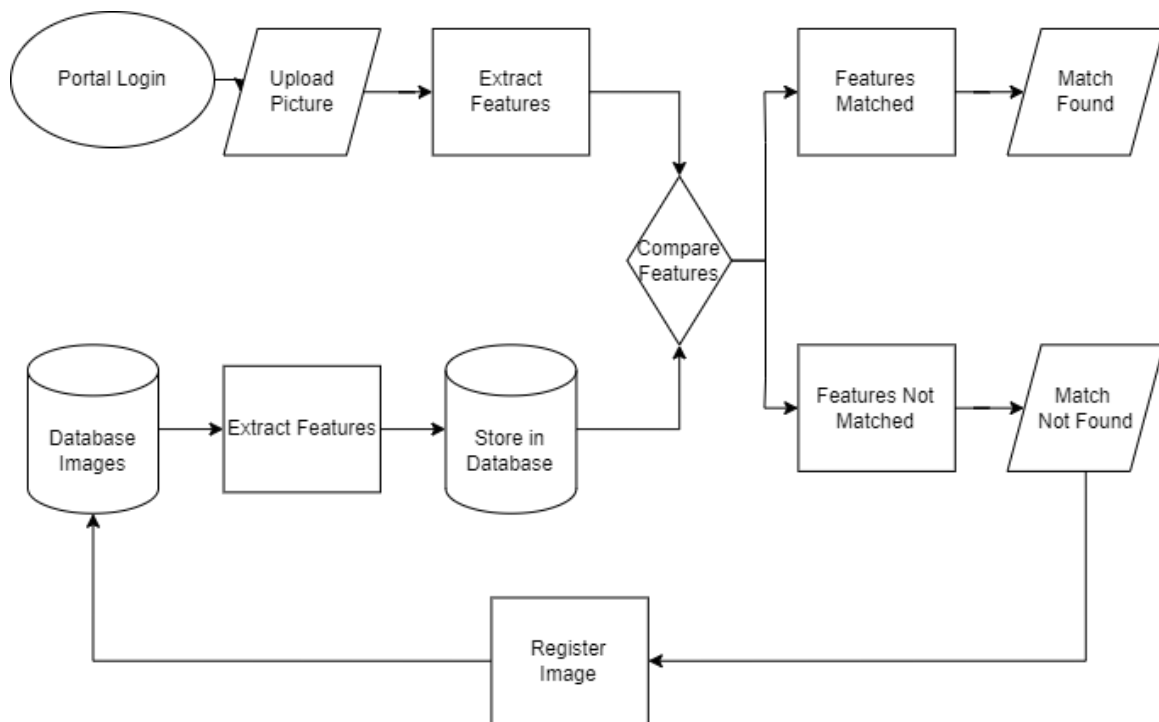 Portal Login
Upload
Picture
Extract
Features
Features
Matched
Match
Found
Compare
Features
Database
Images
Extract Features
Store in
Database
Features Not
Matched
Match
Not Found
Register
Image